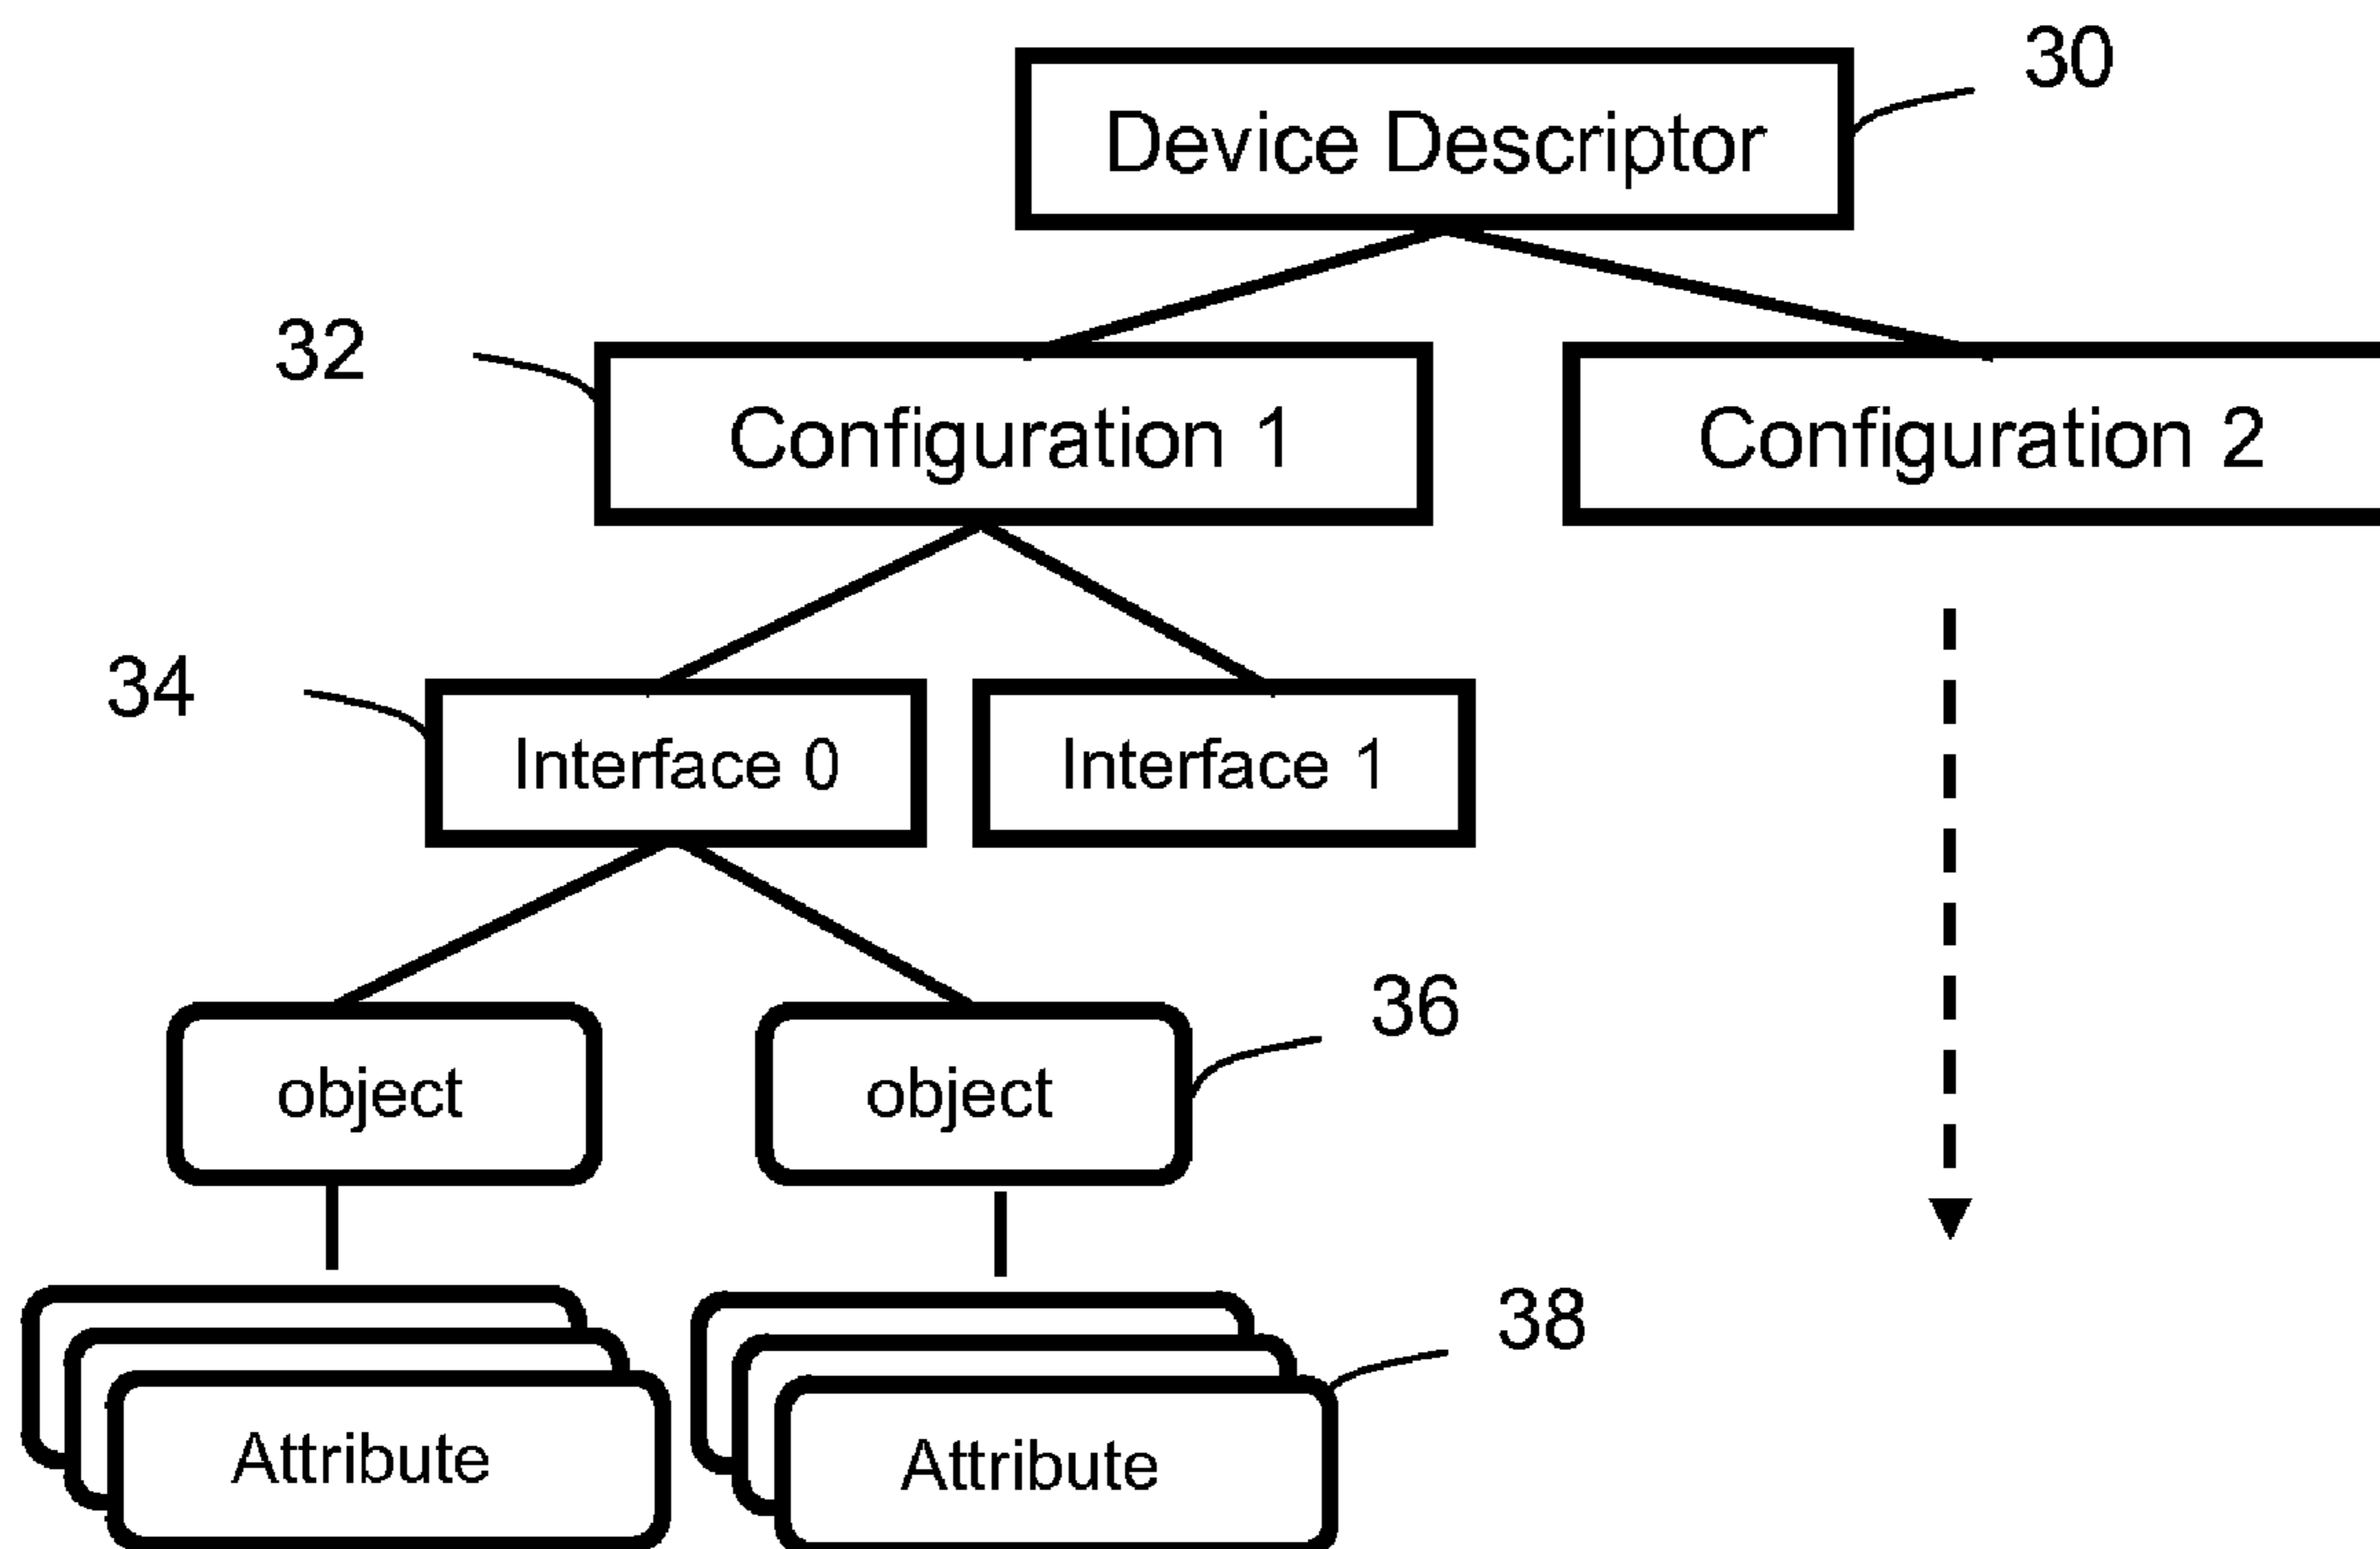 30
Device Descriptor
32
Configuration 1
Configuration 2
34
Interface 0
Interface 1
36
object
object
38
Attribute
Attribute